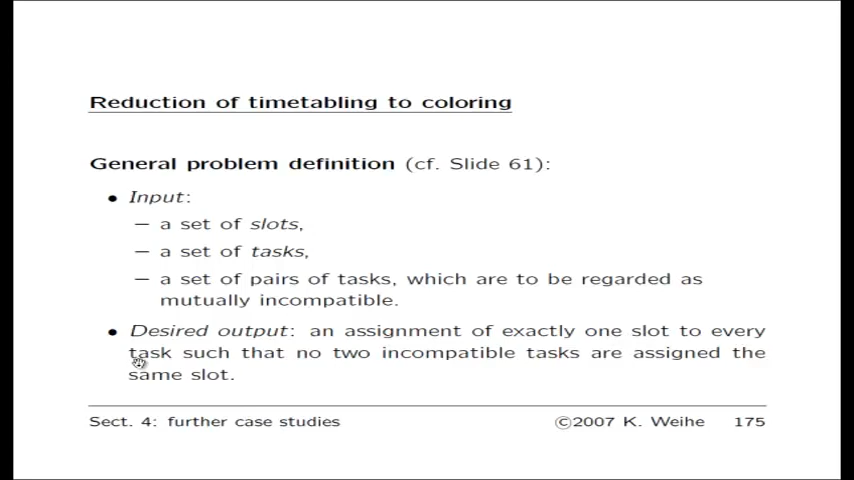 Reduction of timetabling to coloring
General problem definition (cf. Slide 61):
• Input:
– a set of slots,
– a set of tasks,
– a set of pairs of tasks, which are to be regarded as
mutually incompatible.
• Desired output: an assignment of exactly one slot to every
task such that no two incompatible tasks are assigned the
same slot.
Sect. 4: further case studies ©2007 K. Weihe 175